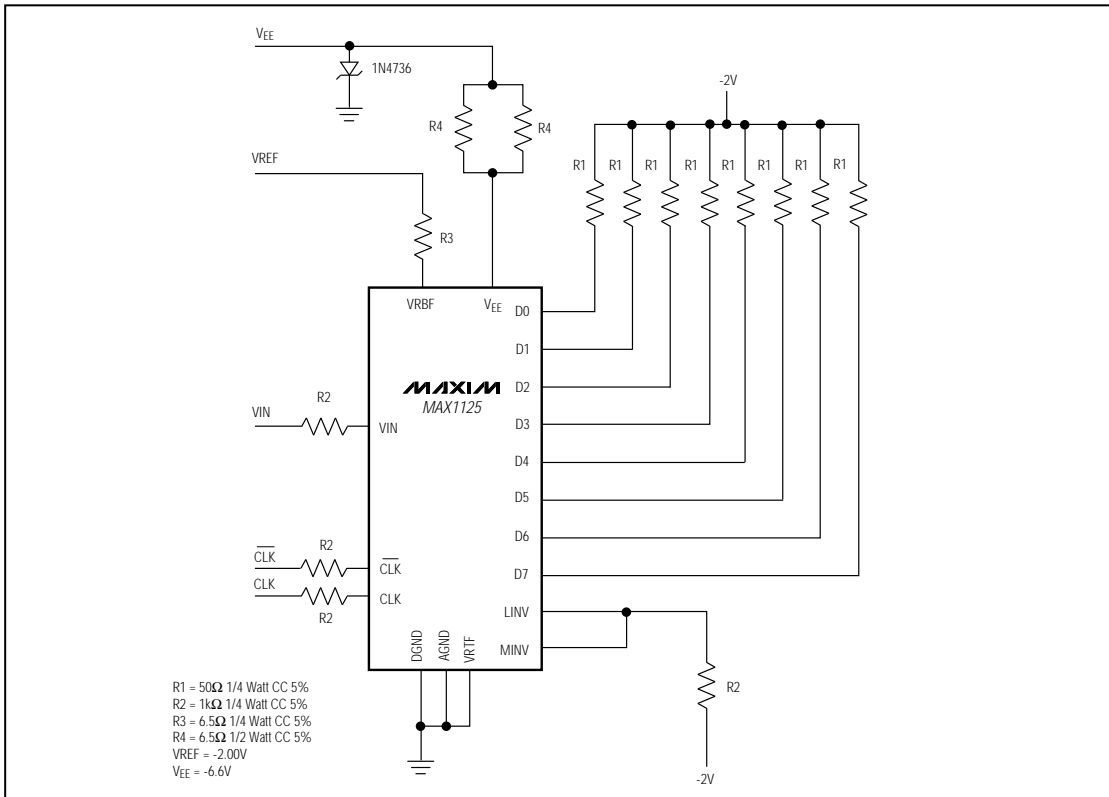 VEE
1N4736
-2V
R4
R4
R1
R1
R1
R1
R1
R1
R1
R1
VREF
R3
VRBF
VEE
D0
D1
MAXIM
MAX1125
D2
R2
VIN
VIN
D3
D4
D5
D6
CLK
R2
CLK
D7
CLK
CLK
R2
LINV
DGND
AGND
VRTF
MINV
R2
R1 = 50Ω 1/4 Watt CC 5%
R2 = 1kΩ 1/4 Watt CC 5%
R3 = 6.5Ω 1/4 Watt CC 5%
R4 = 6.5Ω 1/2 Watt CC 5%
VREF = -2.00V
VEE = -6.6V
-2V